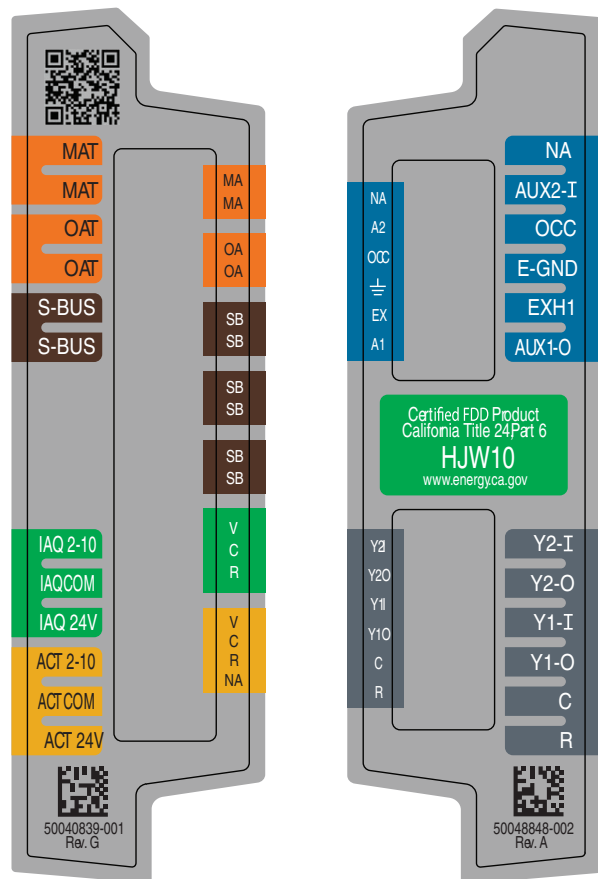 MAT
MAT
OAT
OAT
S-BUS
S-BUS
IAQ 2-10
IAQCOM
IAQ 24V
ACT 2-10
ACTCOM
ACT 24V
MA
MA
OA
OA
SB
SB
SB
SB
SB
SB
V
C
R
V
C
R
NA
50040839-001
Rev. G
NA
A2
OCC
EX
A1
NA
AUX2-I
OCC
E-GND
EXH1
AUX1-O
Certified FDD Product
California Title 24,Part 6
HJW10
www.energy.ca.gov
Y2I
Y2O
Y1I
Y1O
C
R
Y2-I
Y2-O
Y1-I
Y1-O
C
R
50048848-002
Rev. A